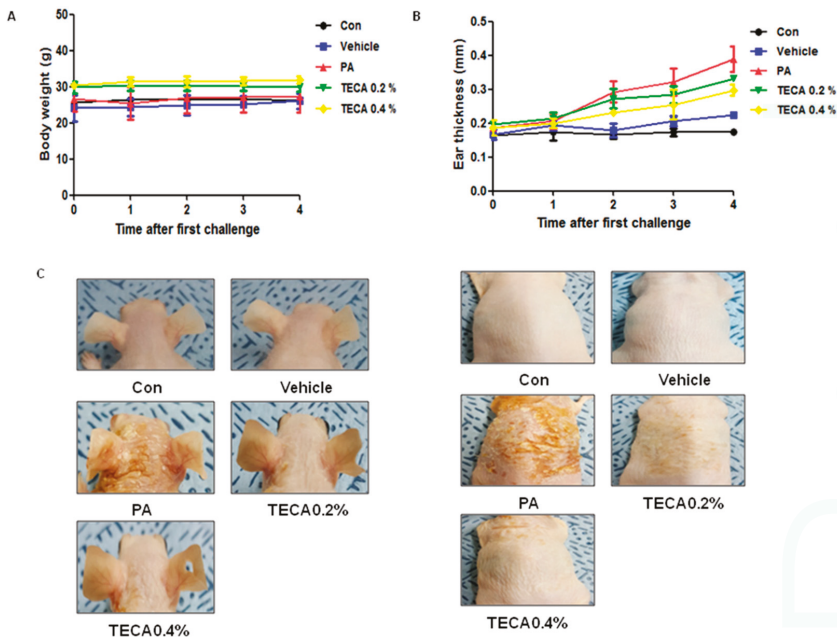 A
Body weight (g)
50
40
30
20
10
0
0 1 2 3 4
Time after first challenge
Con
Vehicle
PA
TECA 0.2 %
TECA 0.4 %
B
Ear thickness (mm)
0.5
0.4
0.3
0.2
0.1
0.0
0 1 2 3 4
Time after first challenge
Con
Vehicle
PA
TECA 0.2 %
TECA 0.4 %
C
Con Vehicle
PA TECA0.2%
TECA0.4%
Con Vehicle
PA TECA0.2%
TECA0.4%